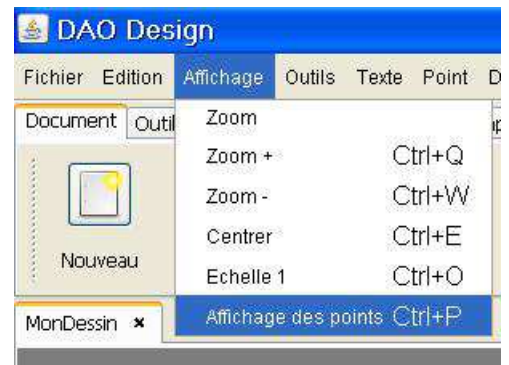 DAO Design
Fichier Edition Affichage Outils Texte Point D
Document Outil
Zoom
Zoom + Ctrl+Q
Zoom - Ctrl+W
Centrer Ctrl+E
Nouveau
Echelle 1 Ctrl+O
Affichage des points Ctrl+P
MonDessin ×